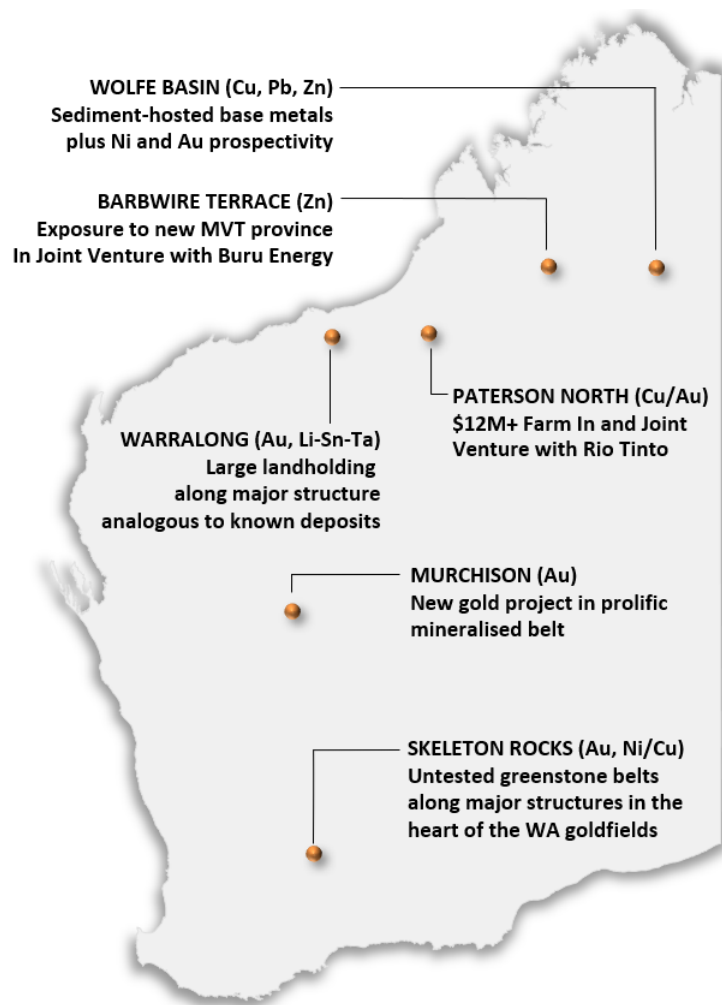 WOLFE BASIN (Cu, Pb, Zn)
Sediment-hosted base metals
plus Ni and Au prospectivity
BARBWIRE TERRACE (Zn)
Exposure to new MVT province
In Joint Venture with Buru Energy
PATERSON NORTH (Cu/Au)
$12M+ Farm In and Joint
Venture with Rio Tinto
WARRALONG (Au, Li-Sn-Ta)
Large landholding
along major structure
analogous to known deposits
MURCHISON (Au)
New gold project in prolific
mineralised belt
SKELETON ROCKS (Au, Ni/Cu)
Untested greenstone belts
along major structures in the
heart of the WA goldfields